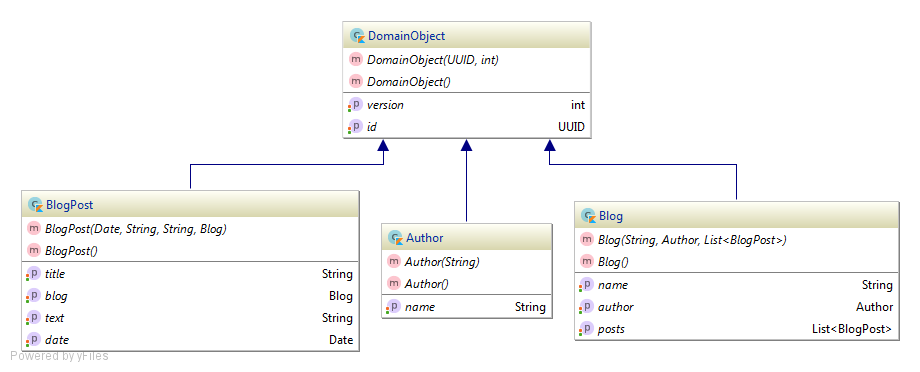 DomainObject
DomainObject(UUID, int)
DomainObject()
version int
id UUID
BlogPost
BlogPost(Date, String, String, Blog)
BlogPost()
title String
blog Blog
text String
date Date
Author
Author(String)
Author()
name String
Blog
Blog(String, Author, List<BlogPost>)
Blog()
name String
author Author
posts List<BlogPost>
Powered by yFiles